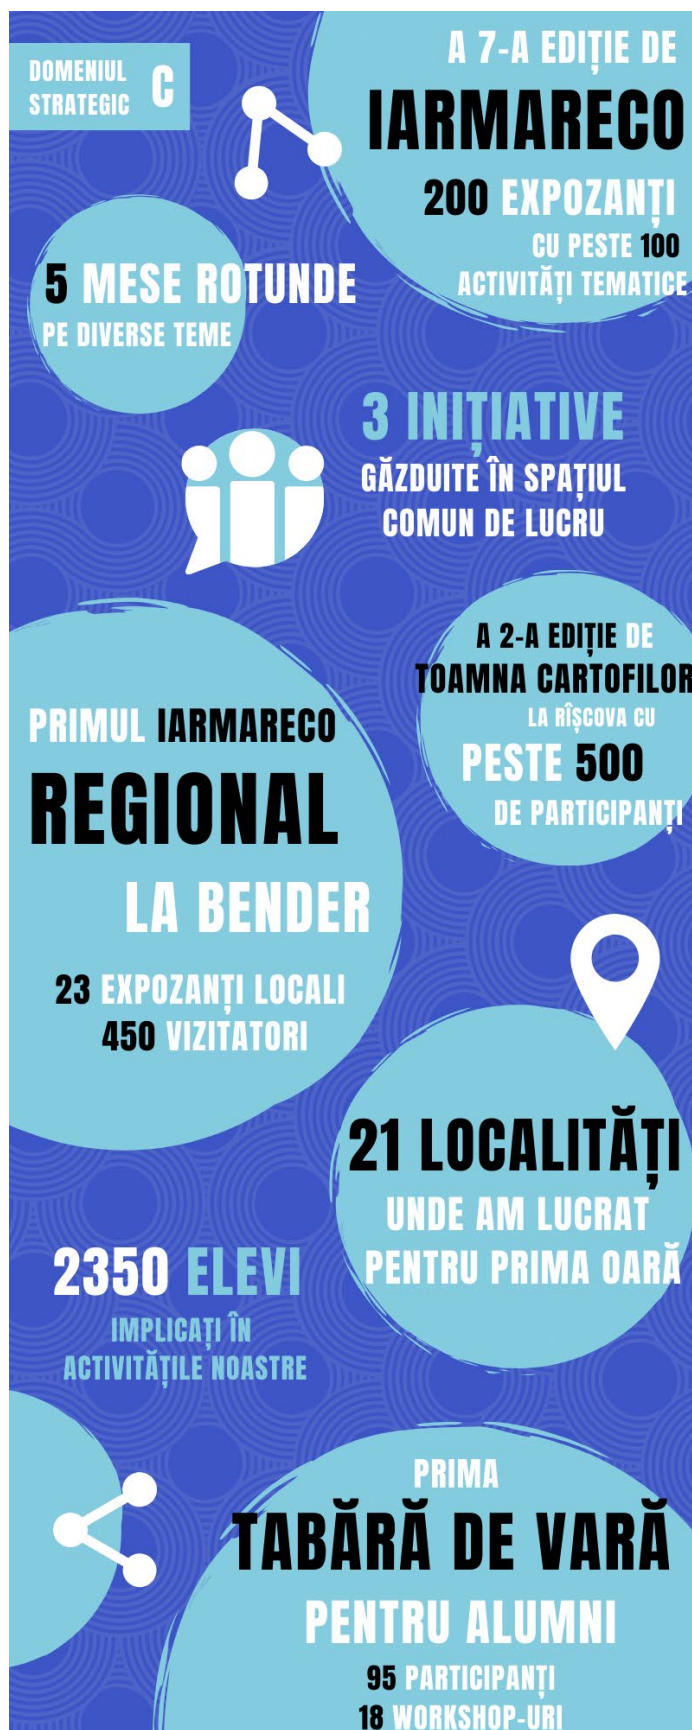 DOMENIUL
STRATEGIC C
A 7-A EDIȚIE DE
IARMARECO
200 EXPOZANȚI
CU PESTE 100
ACTIVITĂȚI TEMATICE
5 MESE ROTUNDE
PE DIVERSE TEME
3 INIȚIATIVE
GĂZDUITE ÎN SPAȚIUL
COMUN DE LUCRU
A 2-A EDIȚIE DE
TOAMNA CARTOFILOR
LA RÎȘCOVA CU
PESTE 500
DE PARTICIPANȚI
PRIMUL IARMARECO
REGIONAL
LA BENDER
23 EXPOZANȚI LOCALI
450 VIZITATORI
21 LOCALITĂȚI
UNDE AM LUCRAT
PENTRU PRIMA OARĂ
2350 ELEVI
IMPLICAȚI ÎN
ACTIVITĂȚILE NOASTRE
PRIMA
TABĂRĂ DE VARĂ
PENTRU ALUMNI
95 PARTICIPANȚI
18 WORKSHOP-URI